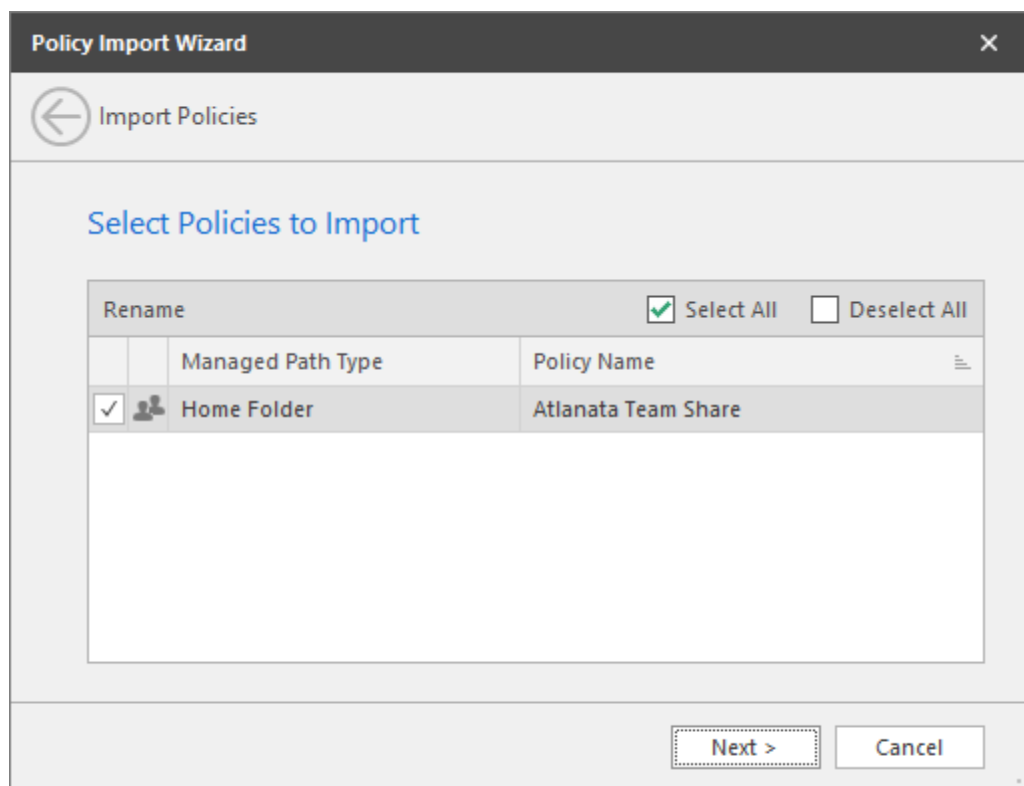 Policy Import Wizard
Import Policies
Select Policies to Import
Rename Select All Deselect All
Managed Path Type Policy Name
Home Folder Atlanata Team Share
Next > Cancel